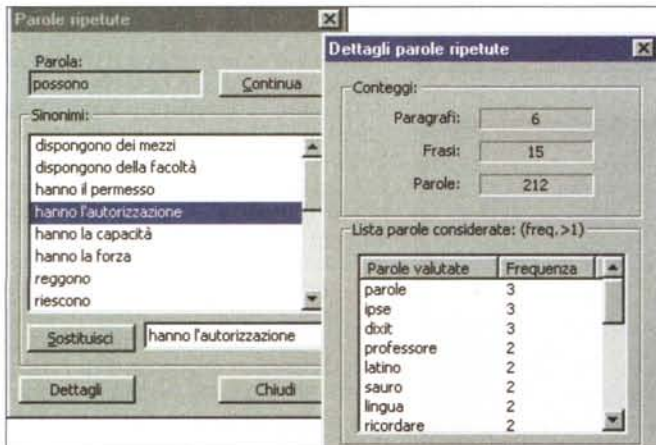 Parole ripetute
Parola:
possono
Continua
Sinonimi:
dispongono dei mezzi
dispongono della facoltà
hanno il permesso
hanno l'autorizzazione
hanno la capacità
hanno la forza
reggono
riescono
Sostituisci
hanno l'autorizzazione
Dettagli
Chiudi
Dettagli parole ripetute
Conteggi:
Paragrafi: 6
Frasi: 15
Parole: 212
Lista parole considerate: (freq.>1)
Parole valutate Frequenza
parole 3
ipse 3
dixit 3
professore 2
latino 2
sauro 2
lingua 2
ricordare 2